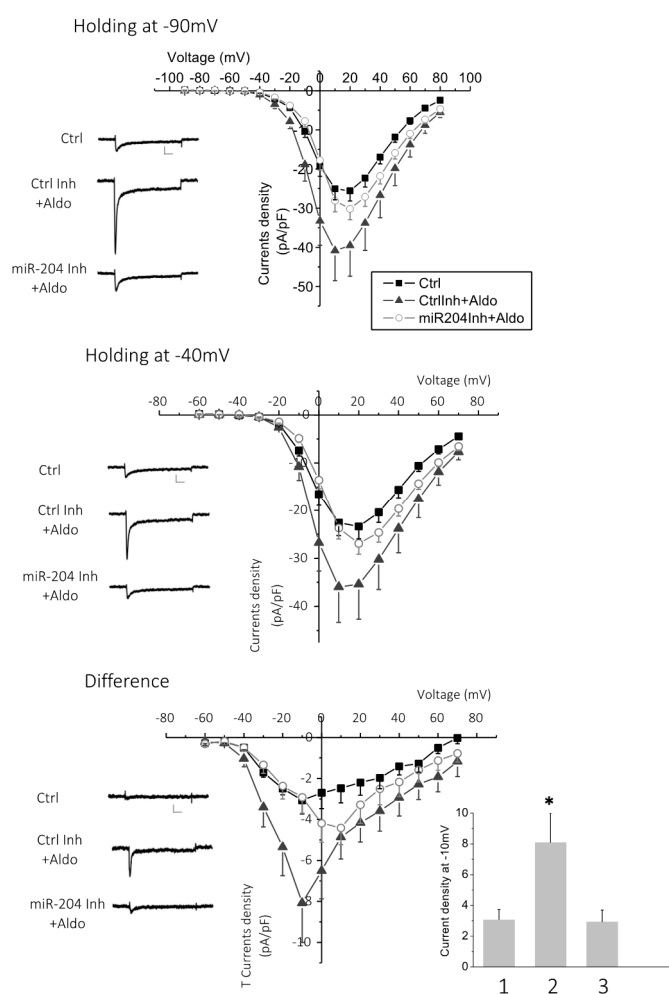 Holding at -90mV
Voltage (mV)
-100 -80 -60 -40 -20 0 20 40 60 80 100
0
-10
-20
-30
-40
-50
Currents density
(pA/pF)
Ctrl
Ctrl Inh
+Aldo
miR-204 Inh
+Aldo
Ctrl
CtrlInh+Aldo
miR204Inh+Aldo
Holding at -40mV
Voltage (mV)
-80 -60 -40 -20 0 20 40 60 80
0
-10
-20
-30
-40
Currents density
(pA/pF)
Ctrl
Ctrl Inh
+Aldo
miR-204 Inh
+Aldo
Difference
Voltage (mV)
-80 -60 -40 -20 0 20 40 60 80
0
-2
-4
-6
-8
-10
T Currents density
(pA/pF)
Ctrl
Ctrl Inh
+Aldo
miR-204 Inh
+Aldo
Current density at -10mV
10
8
6
4
2
0
*
1 2 3